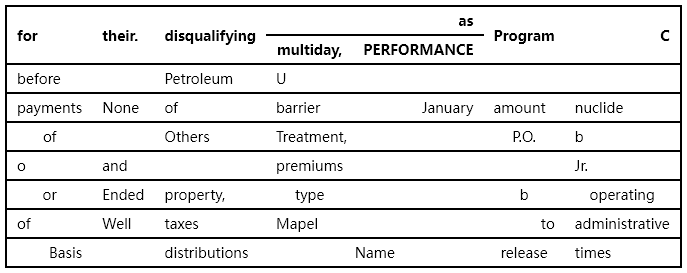 as
for their. disqualifying Program C
multiday, PERFORMANCE
before Petroleum U
payments None of barrier January amount nuclide
of Others Treatment, P.O. b
o and premiums Jr.
or Ended property, type b operating
of Well taxes Mapel to administrative
Basis distributions Name release times